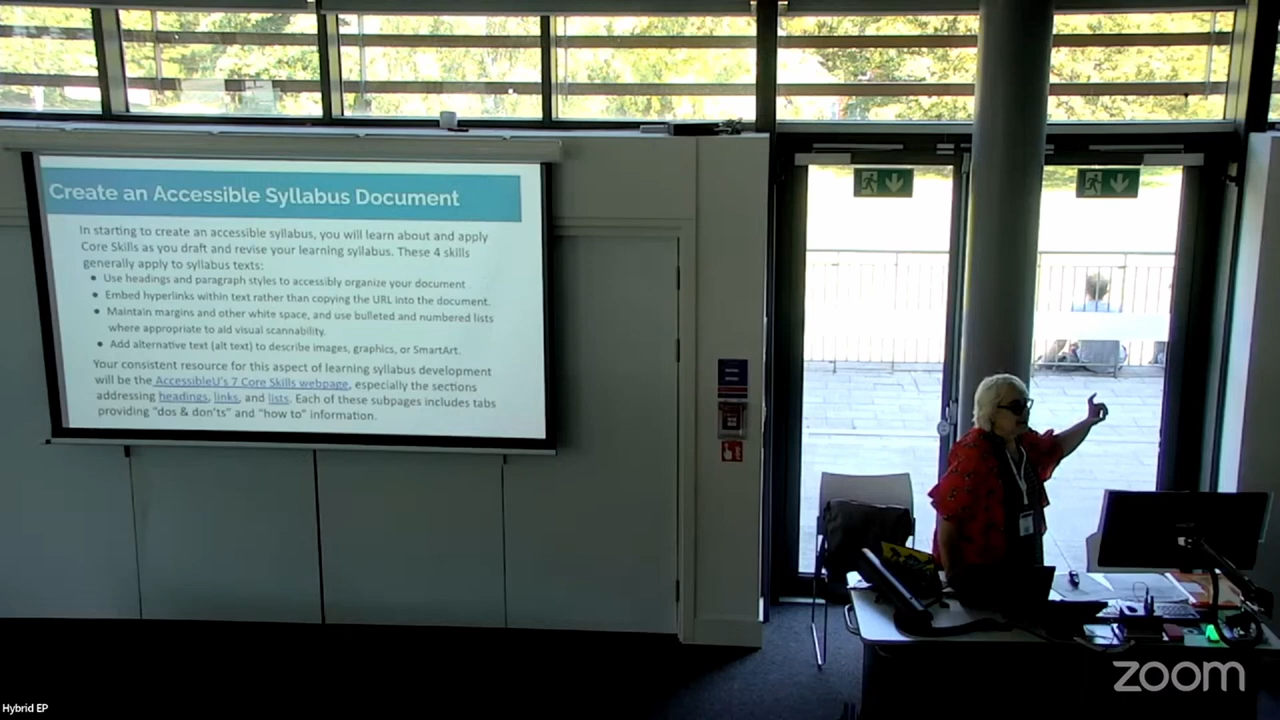 Create an Accessible Syllabus Document
In starting to create an accessible syllabus, you will learn about and apply
Core Skills as you draft and revise your learning syllabus. These 4 skills
generally apply to syllabus texts:
• Use headings and paragraph styles to accessibly organize your document
• Embed hyperlinks within text rather than copying the URL into the document.
• Maintain margins and other white space, and use bulleted and numbered lists
where appropriate to aid visual scannability.
• Add alternative text (alt text) to describe images, graphics, or SmartArt.
Your consistent resource for this aspect of learning syllabus development
will be the AccessibleU's 7 Core Skills webpage, especially the sections
addressing headings, links, and lists. Each of these subpages includes tabs
providing "dos & don'ts" and "how to" information.
zoom
Hybrid EP